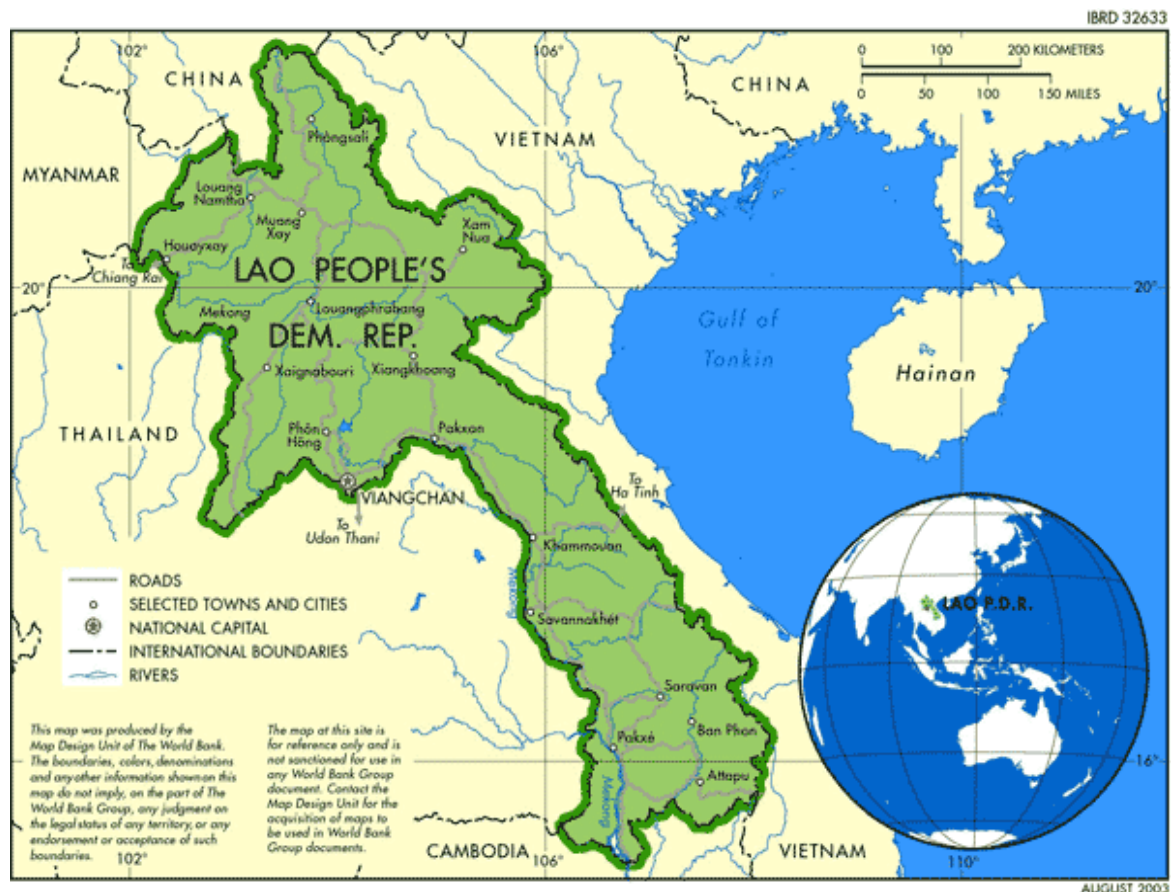 IBRD 32633
102°
106°
0 100 200 KILOMETERS
0 50 100 150 MILES
CHINA
CHINA
VIETNAM
MYANMAR
Phôngsali
Louang
Namtha
Muang
Xay
Xam
Nua
Houayxay
To
Chiang Rai
LAO PEOPLE'S
20°
20°
Mekong
Louangphrabang
Gulf of
Tonkin
DEM. REP.
Xaignabouri
Xiangkhoang
Hainan
THAILAND
Phôn
Hông
Pakxan
VIANGCHAN
To
Ha Tinh
To
Udon Thani
Khammouan
Mekong
ROADS
SELECTED TOWNS AND CITIES
NATIONAL CAPITAL
INTERNATIONAL BOUNDARIES
RIVERS
Savannakhét
LAO P.D.R.
Saravan
Ban Phon
Pakxé
Attapu
16°
Mekong
This map was produced by the
Map Design Unit of The World Bank.
The boundaries, colors, denominations
and any other information shown on this
map do not imply, on the part of The
World Bank Group, any judgment on
the legal status of any territory, or any
endorsement or acceptance of such
boundaries.
The map at this site is
for reference only and is
not sanctioned for use in
any World Bank Group
document. Contact the
Map Design Unit for the
acquisition of maps to
be used in World Bank
Group documents.
102°
CAMBODIA
106°
VIETNAM
110°
AUGUST 2003